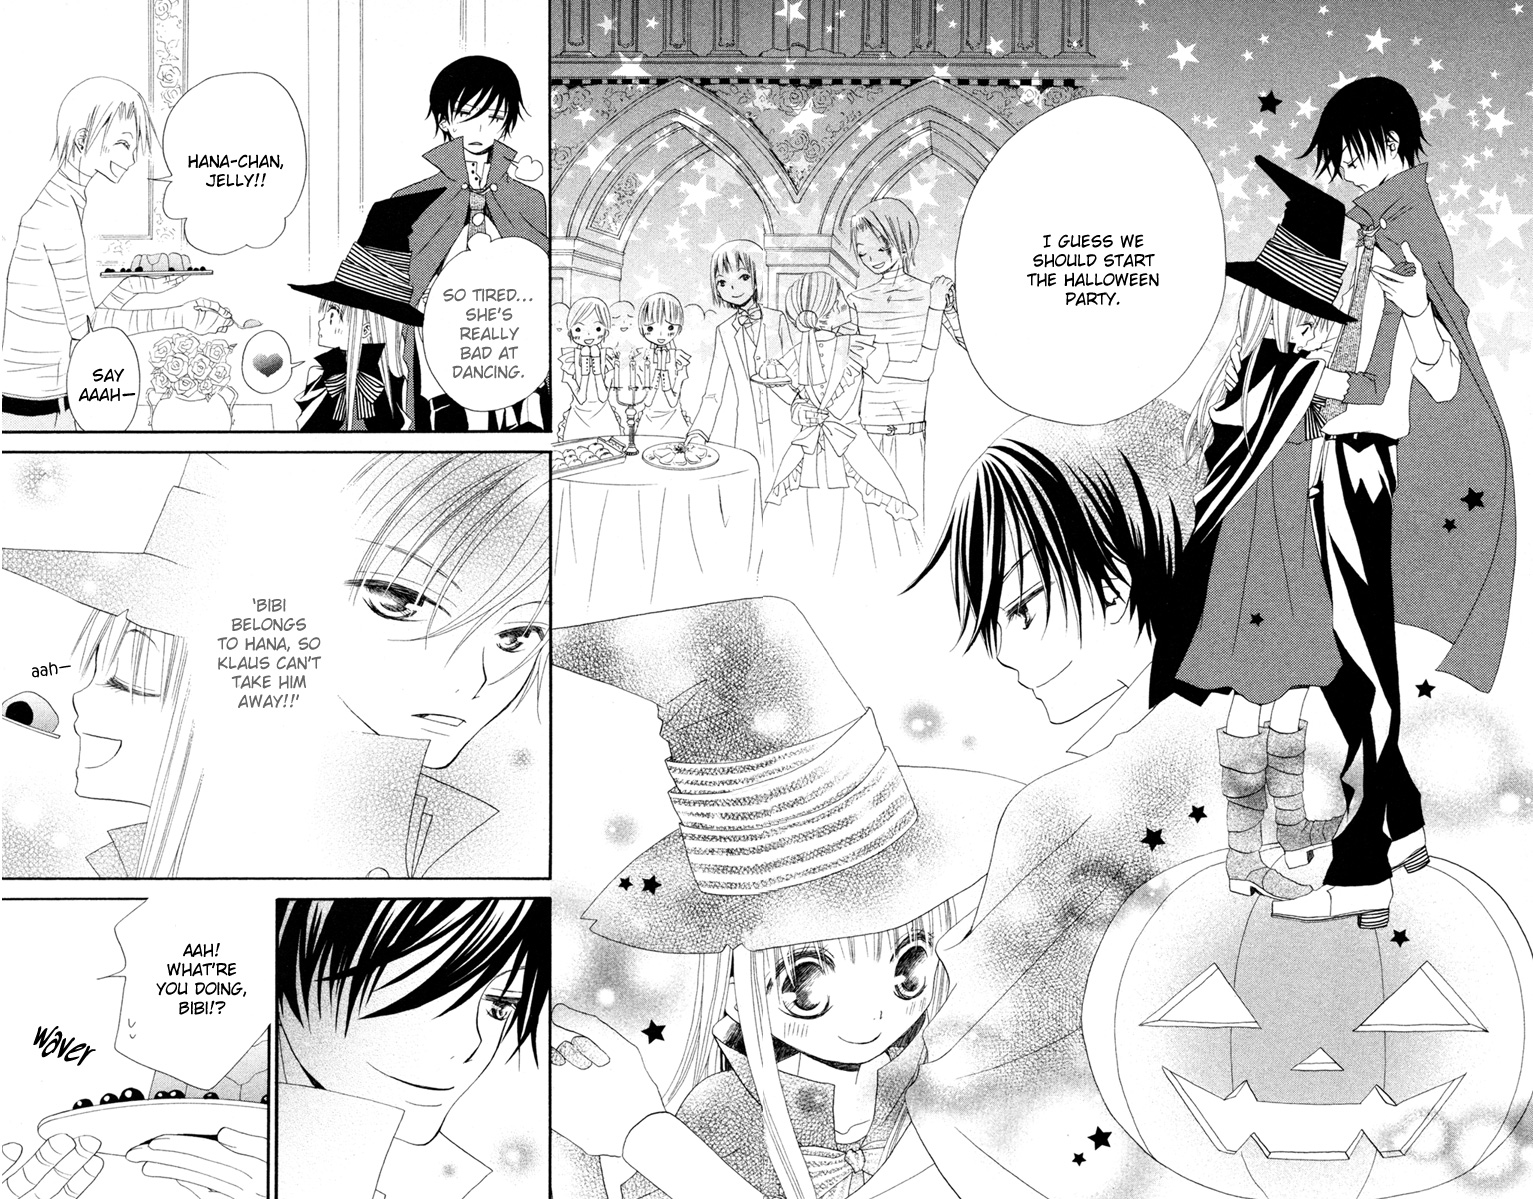 I GUESS WE
SHOULD START
THE HALLOWEEN
PARTY.
HANA-CHAN,
JELLY!!
SO TIRED...
SHE'S
REALLY
BAD AT
DANCING.
SAY
AAAH—
'BIBI
BELONGS
TO HANA, SO
KLAUS CAN'T
TAKE HIM
AWAY!!'
aah—
AAH!
WHAT'RE
YOU DOING,
BIBI!?
waver